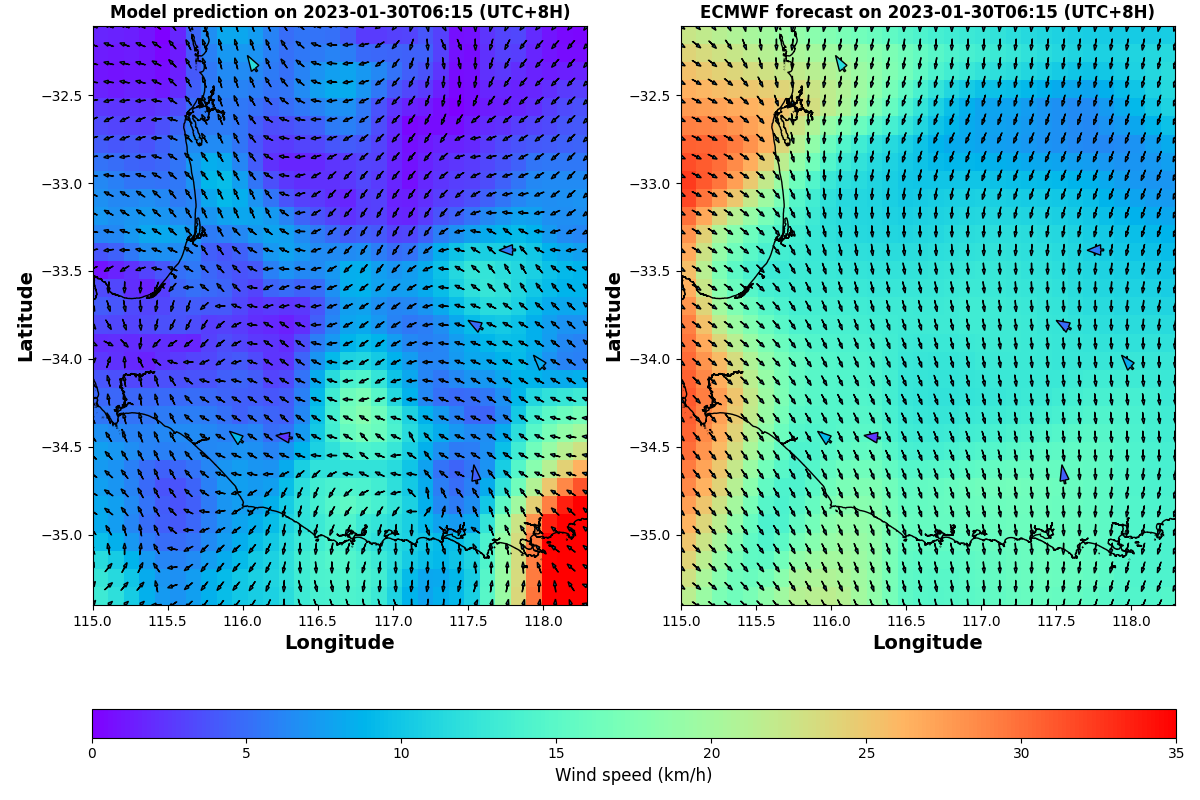 Model prediction on 2023-01-30T06:15 (UTC+8H)
ECMWF forecast on 2023-01-30T06:15 (UTC+8H)
Latitude
−32.5
−33.0
−33.5
−34.0
−34.5
−35.0
115.0 115.5 116.0 116.5 117.0 117.5 118.0
Longitude
Latitude
−32.5
−33.0
−33.5
−34.0
−34.5
−35.0
115.0 115.5 116.0 116.5 117.0 117.5 118.0
Longitude
0 5 10 15 20 25 30 35
Wind speed (km/h)